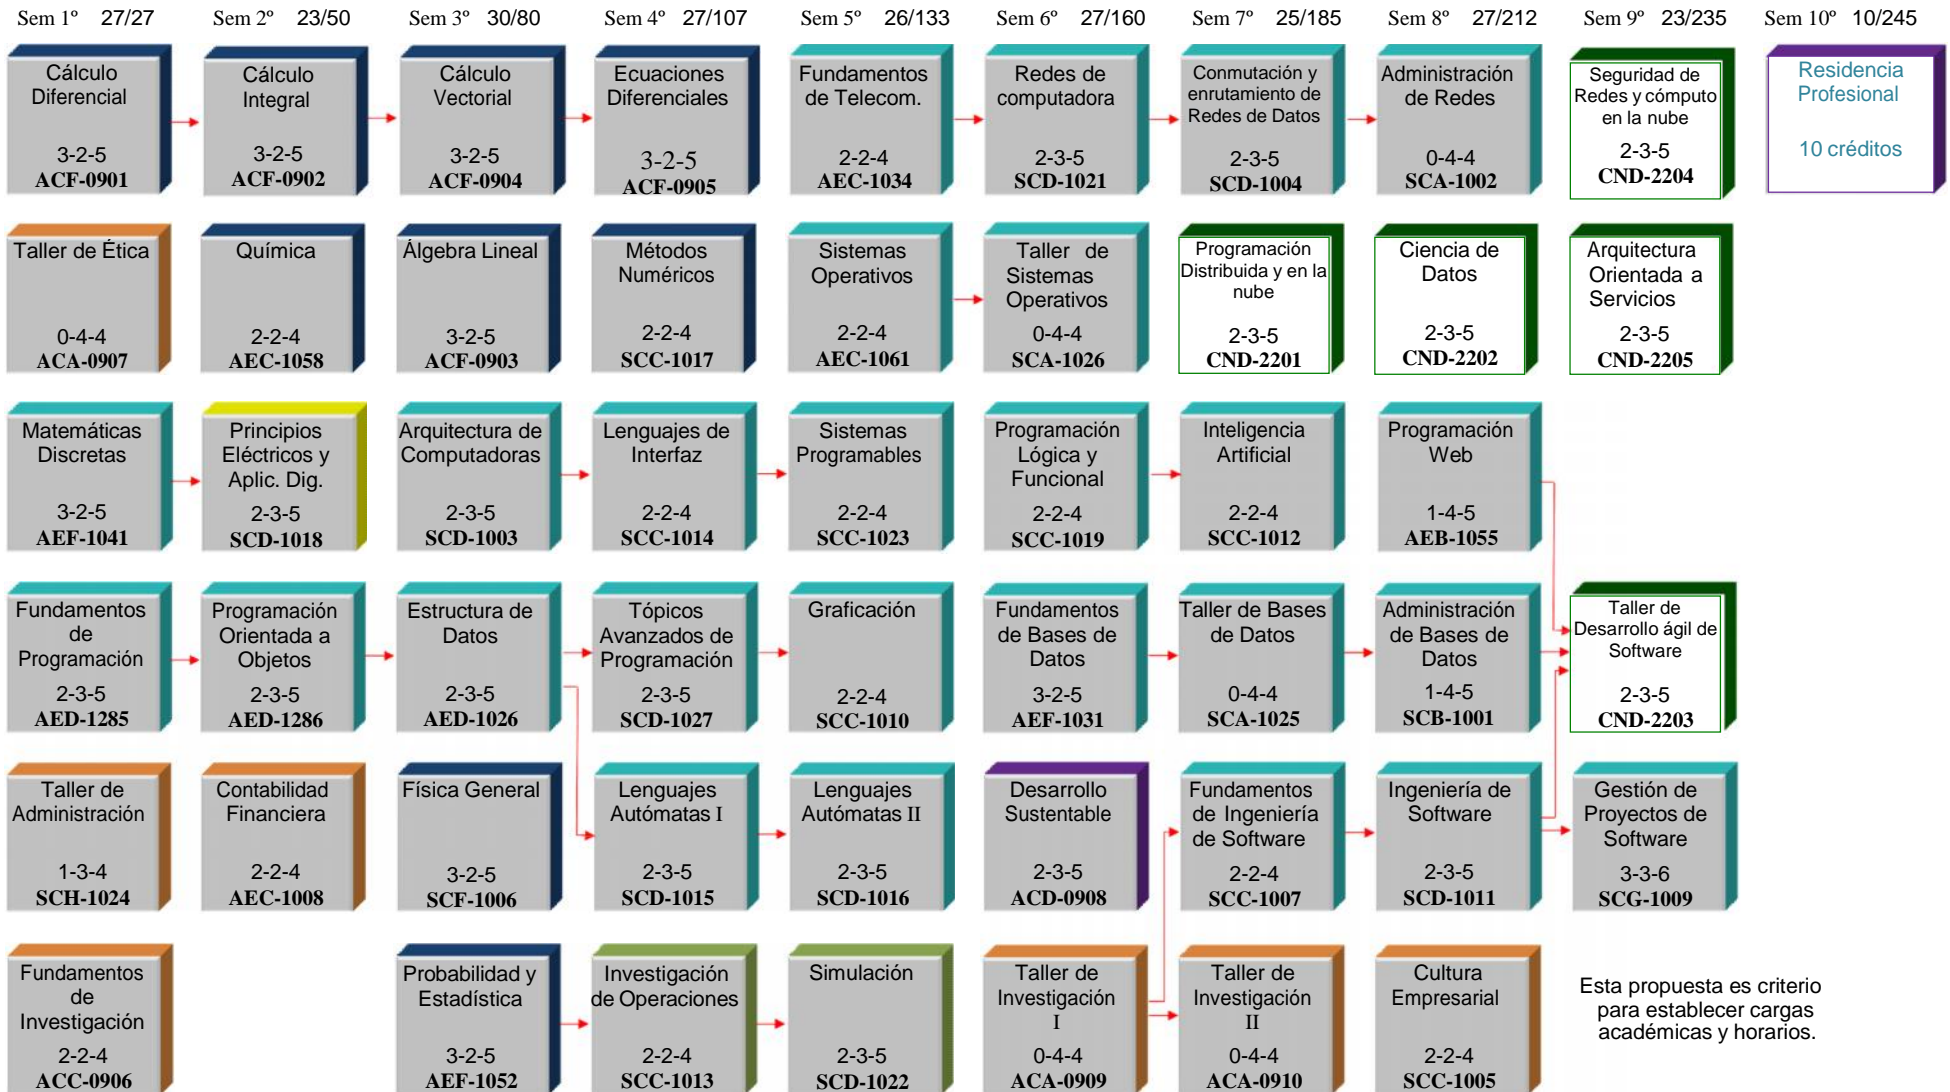 Sem 1º 27/27
Sem 2º 23/50
Sem 3º 30/80
Sem 4º 27/107
Sem 5º 26/133
Sem 6º 27/160
Sem 7º 25/185
Sem 8º 27/212
Sem 9º 23/235
Sem 10º 10/245
Cálculo
Diferencial
3-2-5
ACF-0901
Cálculo
Integral
3-2-5
ACF-0902
Cálculo
Vectorial
3-2-5
ACF-0904
Ecuaciones
Diferenciales
3-2-5
ACF-0905
Fundamentos
de Telecom.
2-2-4
AEC-1034
Redes de
computadora
2-3-5
SCD-1021
Conmutación y
enrutamiento de
Redes de Datos
2-3-5
SCD-1004
Administración
de Redes
0-4-4
SCA-1002
Seguridad de
Redes y cómputo
en la nube
2-3-5
CND-2204
Residencia
Profesional
10 créditos
Taller de Ética
0-4-4
ACA-0907
Química
2-2-4
AEC-1058
Álgebra Lineal
3-2-5
ACF-0903
Métodos
Numéricos
2-2-4
SCC-1017
Sistemas
Operativos
2-2-4
AEC-1061
Taller de
Sistemas
Operativos
0-4-4
SCA-1026
Programación
Distribuida y en la
nube
2-3-5
CND-2201
Ciencia de
Datos
2-3-5
CND-2202
Arquitectura
Orientada a
Servicios
2-3-5
CND-2205
Matemáticas
Discretas
3-2-5
AEF-1041
Principios
Eléctricos y
Aplic. Dig.
2-3-5
SCD-1018
Arquitectura de
Computadoras
2-3-5
SCD-1003
Lenguajes de
Interfaz
2-2-4
SCC-1014
Sistemas
Programables
2-2-4
SCC-1023
Programación
Lógica y
Funcional
2-2-4
SCC-1019
Inteligencia
Artificial
2-2-4
SCC-1012
Programación
Web
1-4-5
AEB-1055
Fundamentos
de
Programación
2-3-5
AED-1285
Programación
Orientada a
Objetos
2-3-5
AED-1286
Estructura de
Datos
2-3-5
AED-1026
Tópicos
Avanzados de
Programación
2-3-5
SCD-1027
Graficación
2-2-4
SCC-1010
Fundamentos
de Bases de
Datos
3-2-5
AEF-1031
Taller de Bases
de Datos
0-4-4
SCA-1025
Administración
de Bases de
Datos
1-4-5
SCB-1001
Taller de
Desarrollo ágil de
Software
2-3-5
CND-2203
Taller de
Administración
1-3-4
SCH-1024
Contabilidad
Financiera
2-2-4
AEC-1008
Física General
3-2-5
SCF-1006
Lenguajes
Autómatas I
2-3-5
SCD-1015
Lenguajes
Autómatas II
2-3-5
SCD-1016
Desarrollo
Sustentable
2-3-5
ACD-0908
Fundamentos
de Ingeniería
de Software
2-2-4
SCC-1007
Ingeniería de
Software
2-3-5
SCD-1011
Gestión de
Proyectos de
Software
3-3-6
SCG-1009
Fundamentos
de
Investigación
2-2-4
ACC-0906
Probabilidad y
Estadística
3-2-5
AEF-1052
Investigación
de Operaciones
2-2-4
SCC-1013
Simulación
2-3-5
SCD-1022
Taller de
Investigación
I
0-4-4
ACA-0909
Taller de
Investigación
II
0-4-4
ACA-0910
Cultura
Empresarial
2-2-4
SCC-1005
Esta propuesta es criterio
para establecer cargas
académicas y horarios.